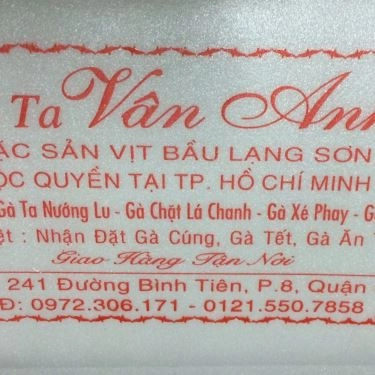 Ta Vân Anh
ẶC SẢN VỊT BẦU LẠNG SƠN
ỘC QUYỀN TẠI TP. HỒ CHÍ MINH
Gà Ta Nướng Lu - Gà Chặt Lá Chanh - Gà Xé Phay - G
ệt : Nhận Đặt Gà Cúng, Gà Tết, Gà Ăn
Giao Hàng Tận Nơi
241 Đường Bình Tiên, P.8, Quận
Đ: 0972.306.171 - 0121.550.7858